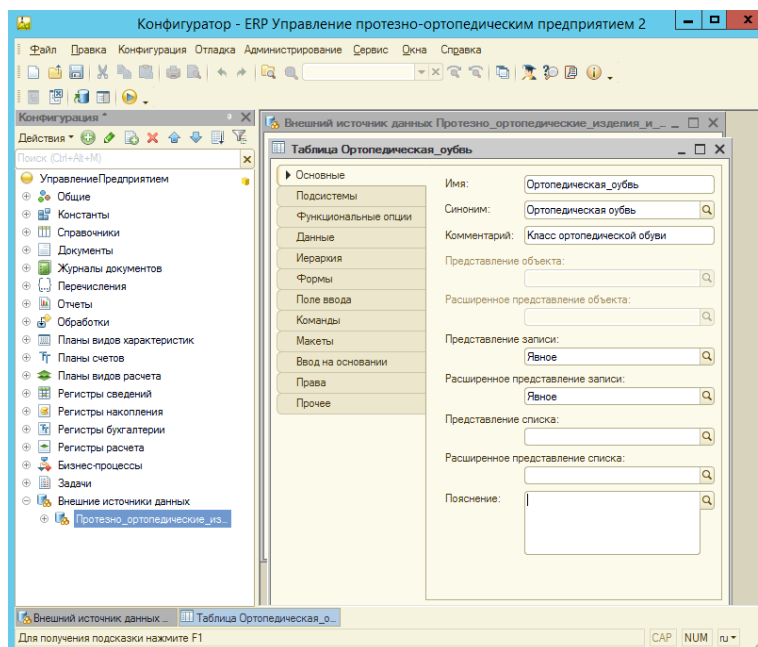 Конфигуратор - ERP Управление протезно-ортопедическим предприятием 2
Файл Правка Конфигурация Отладка Администрирование Сервис Окна Справка
Конфигурация *
Действия
Поиск (Ctrl+Alt+M)
УправлениеПредприятием
Общие
Константы
Справочники
Документы
Журналы документов
Перечисления
Отчеты
Обработки
Планы видов характеристик
Планы счетов
Планы видов расчета
Регистры сведений
Регистры накопления
Регистры бухгалтерии
Регистры расчета
Бизнес-процессы
Задачи
Внешние источники данных
Протезно_ортопедические_из...
Внешний источник данных Протезно_ортопедические_изделия_и_...
Таблица Ортопедическая_оубвь
Основные
Подсистемы
Функциональные опции
Данные
Иерархия
Формы
Поле ввода
Команды
Макеты
Ввод на основании
Права
Прочее
Имя: Ортопедическая_оубвь
Синоним: Ортопедическая оубвь
Комментарий: Класс ортопедической обуви
Представление объекта:
Расширенное представление объекта:
Представление записи:
Явное
Расширенное представление записи:
Явное
Представление списка:
Расширенное представление списка:
Пояснение:
Внешний источник данных ...
Таблица Ортопедическая_о...
Для получения подсказки нажмите F1
CAP NUM ru